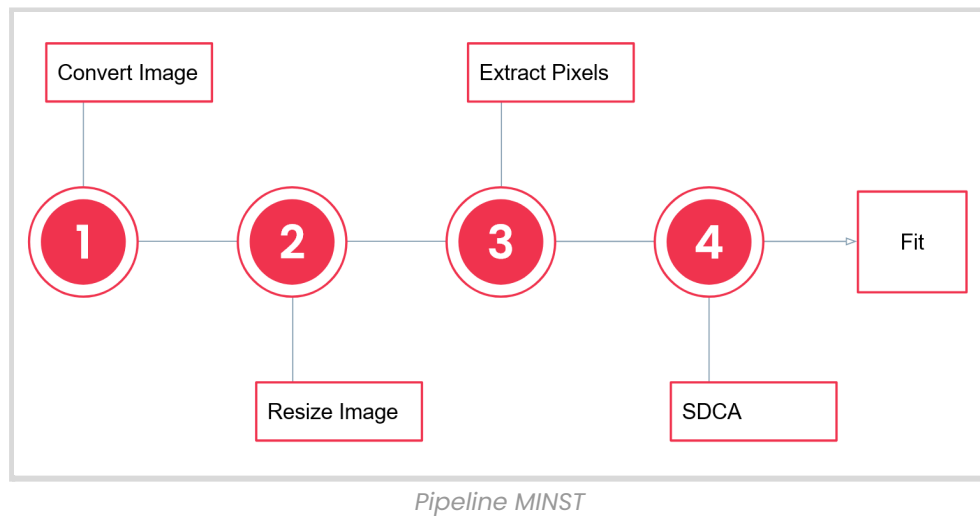 Convert Image
Extract Pixels
1
2
3
4
Fit
Resize Image
SDCA
Pipeline MINST